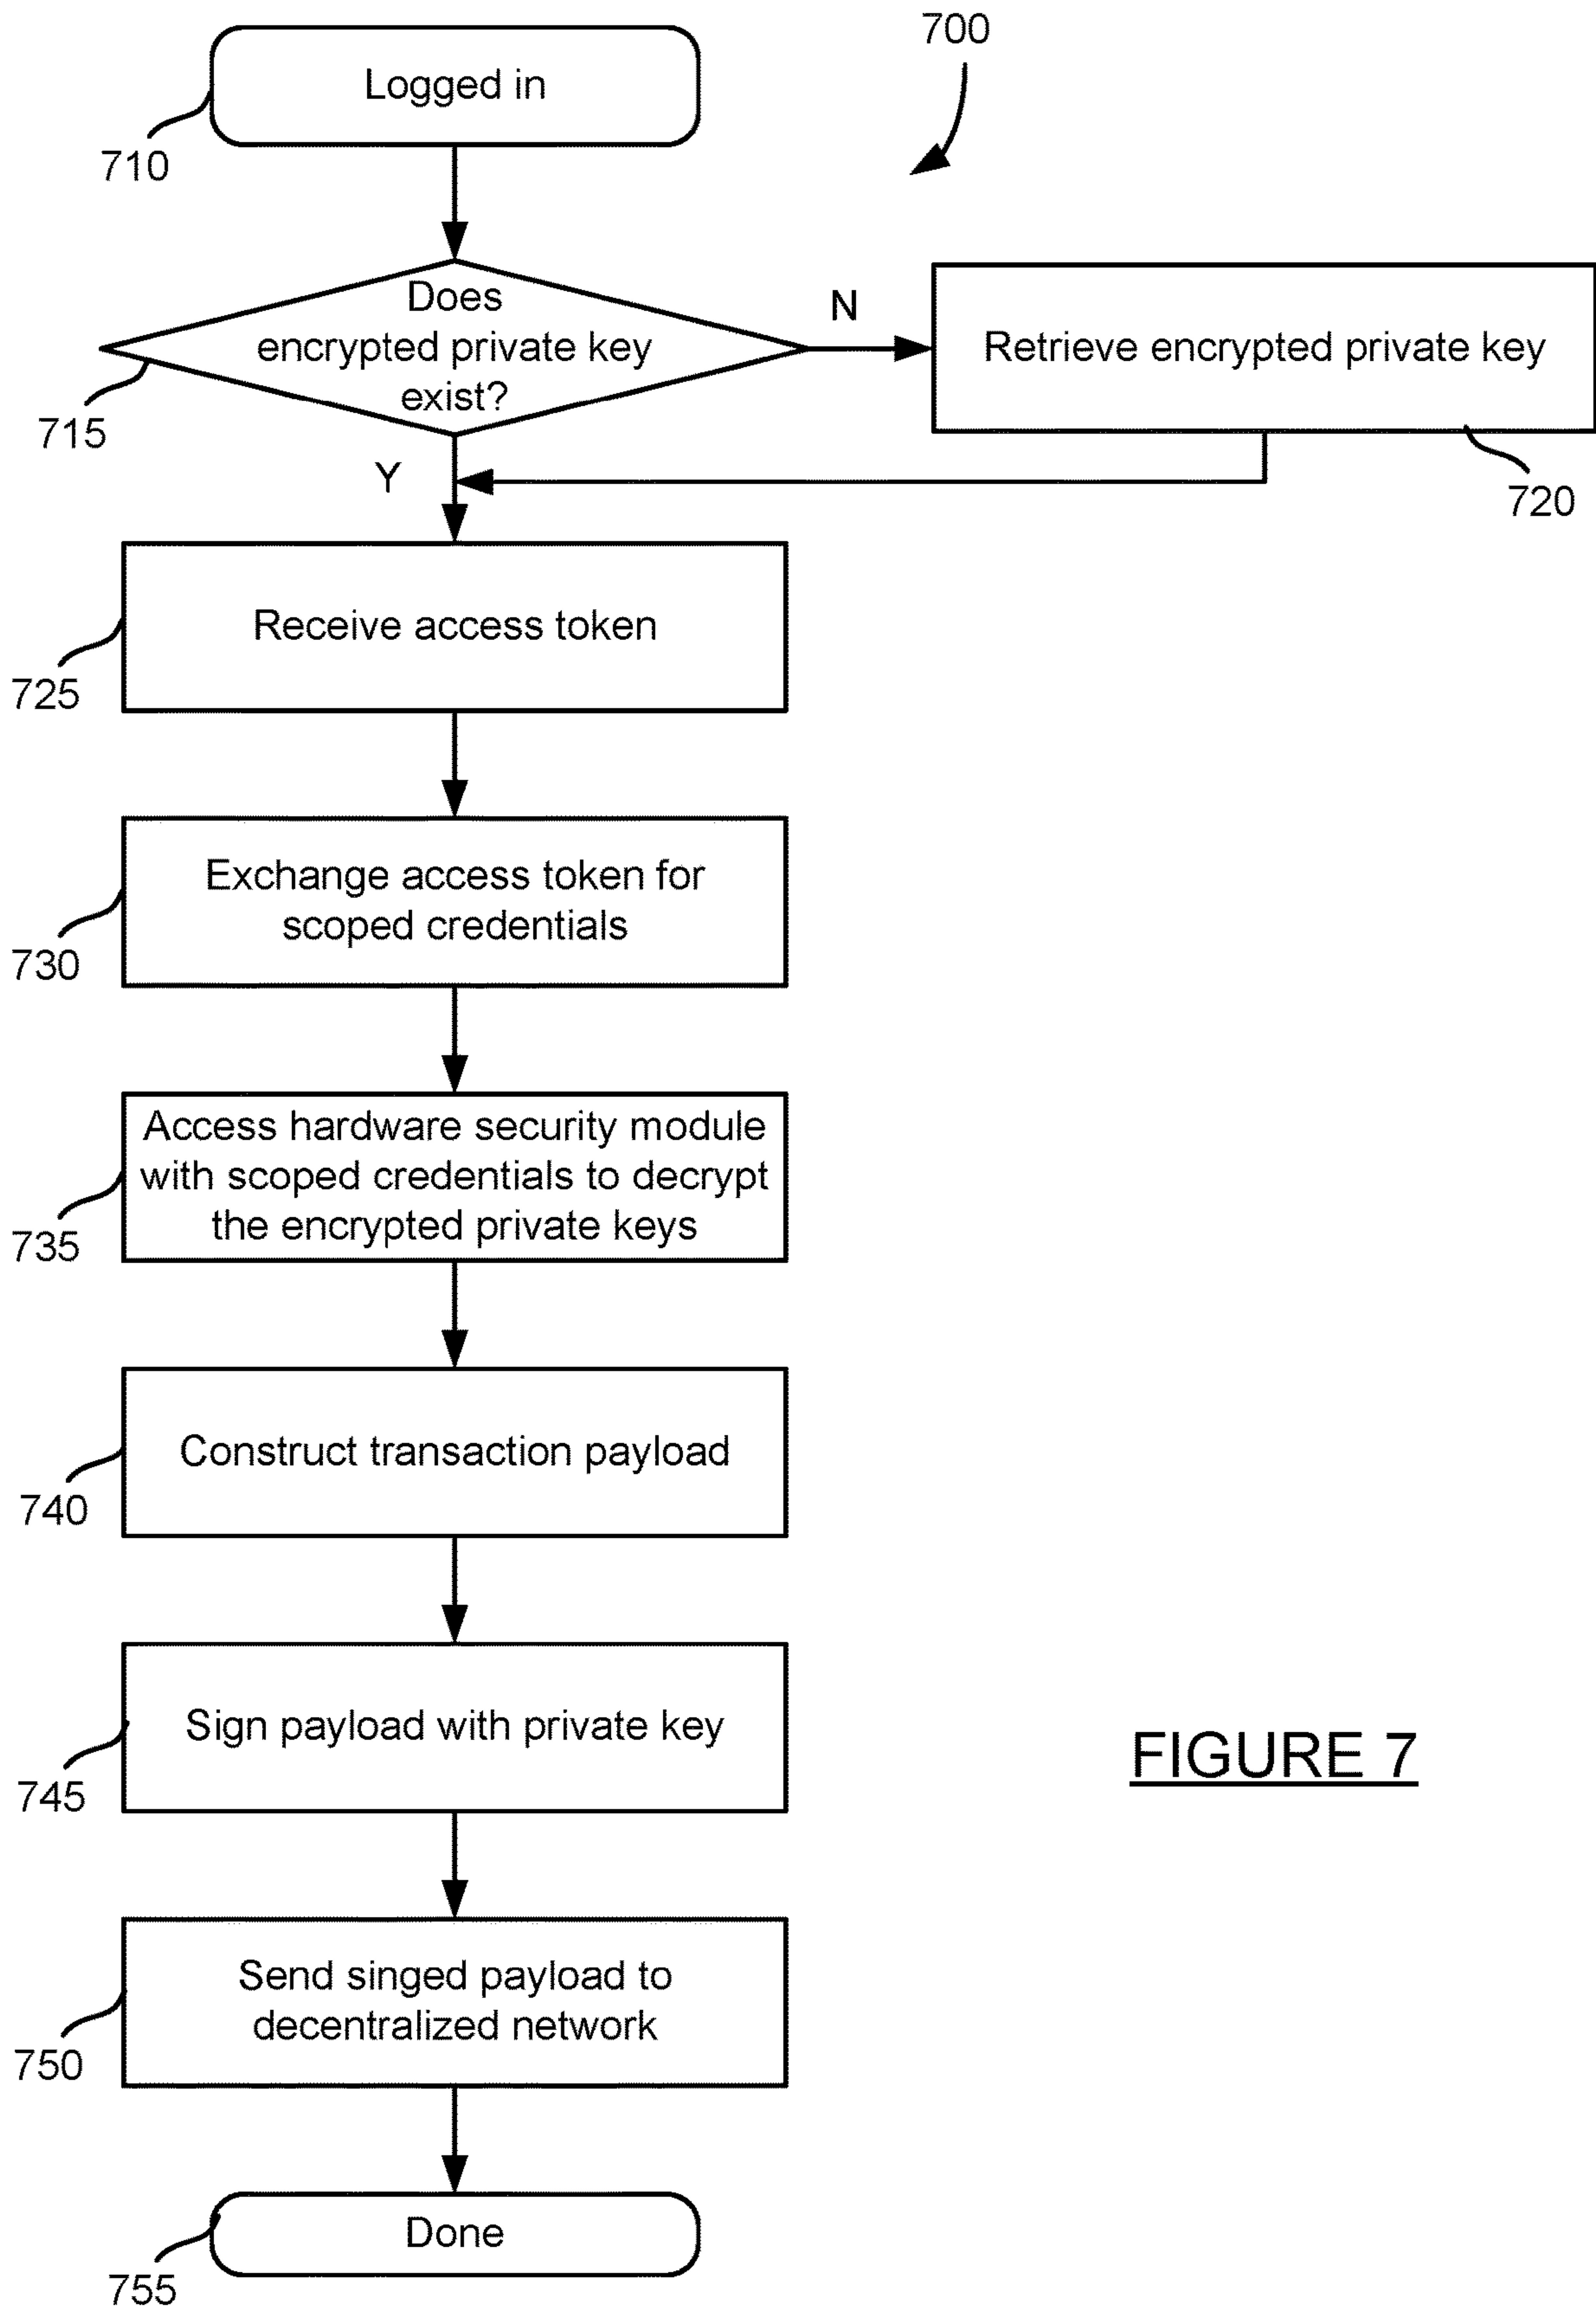 700
Logged in
710
Does
encrypted private key
exist?
715
N
Retrieve encrypted private key
720
Y
Receive access token
725
Exchange access token for
scoped credentials
730
Access hardware security module
with scoped credentials to decrypt
the encrypted private keys
735
Construct transaction payload
740
Sign payload with private key
745
FIGURE 7
Send singed payload to
decentralized network
750
Done
755